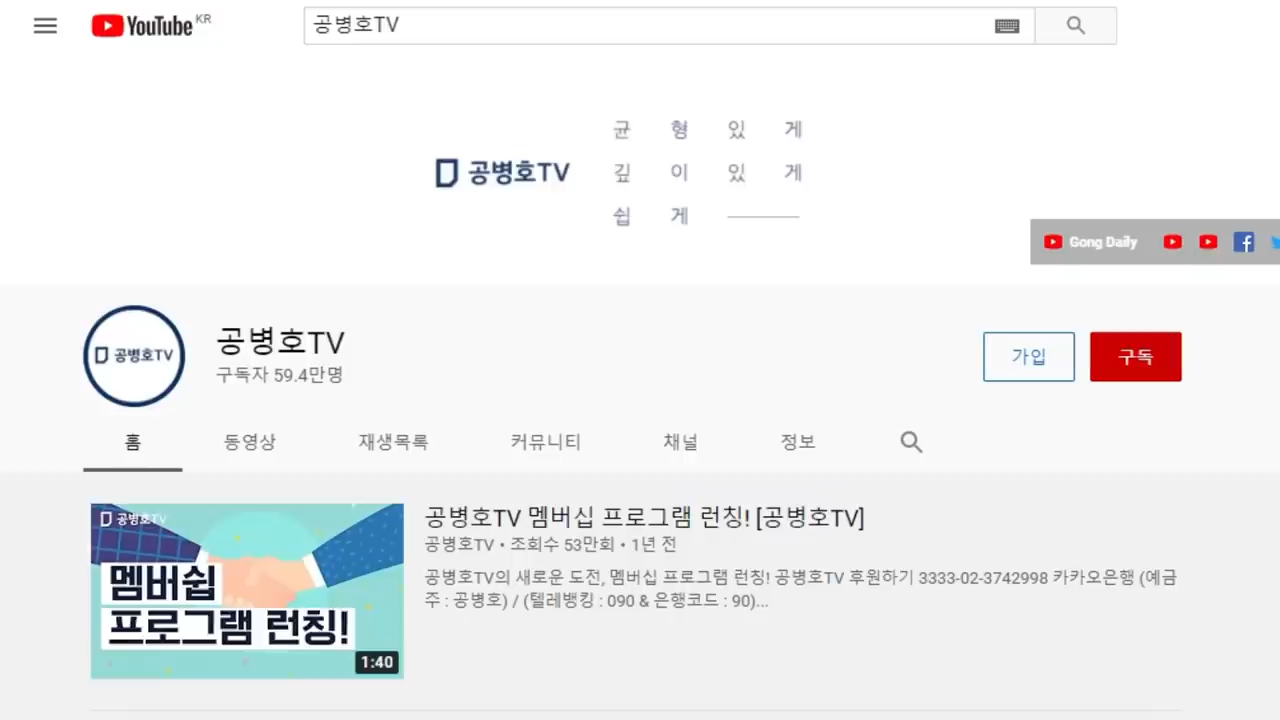 YouTube KR
공병호TV
공병호TV
균형있게
깊이있게
쉽게
Gong Daily
공병호TV
공병호TV
구독자 59.4만명
가입
구독
홈 동영상 재생목록 커뮤니티 채널 정보
공병호TV
멤버쉽
프로그램 런칭!
1:40
공병호TV 멤버십 프로그램 런칭! [공병호TV]
공병호TV • 조회수 53만회 • 1년 전
공병호TV의 새로운 도전, 멤버십 프로그램 런칭! 공병호TV 후원하기 3333-02-3742998 카카오은행 (예금
주 : 공병호) / (텔레뱅킹 : 090 & 은행코드 : 90)...